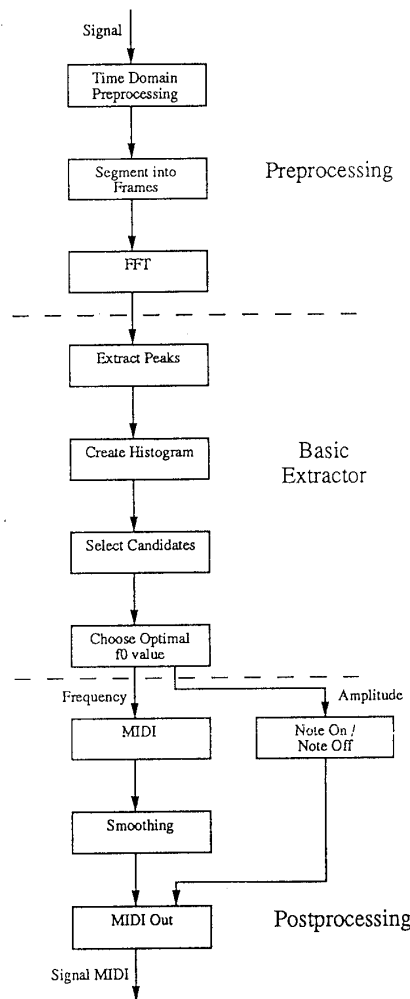 Signal
Time Domain
Preprocessing
Segment into
Frames
Preprocessing
FFT
Extract Peaks
Create Histogram
Basic
Extractor
Select Candidates
Choose Optimal
f0 value
Frequency
Amplitude
MIDI
Note On /
Note Off
Smoothing
MIDI Out
Postprocessing
Signal MIDI